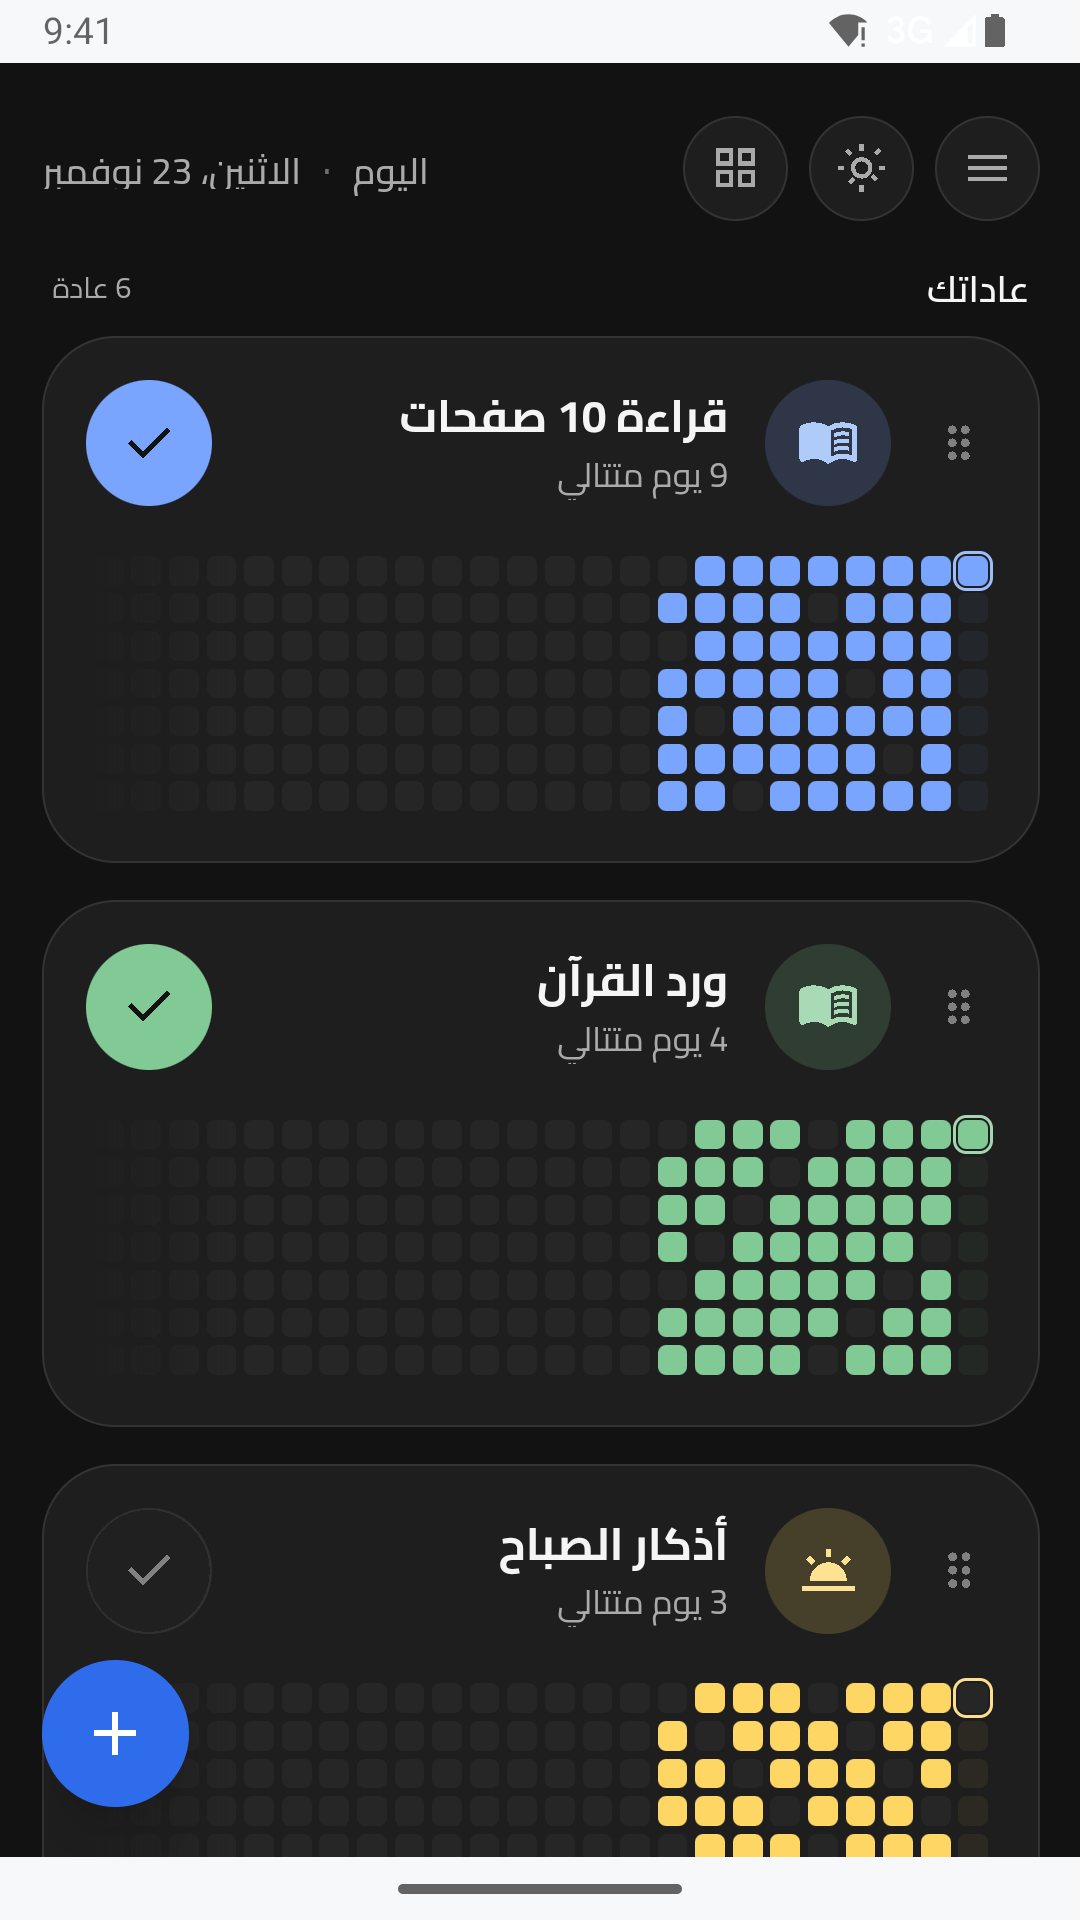 9:41
3G
اليوم · الاثنين، 23 نوفمبر
عاداتك
6 عادة
قراءة 10 صفحات
9 يوم متتالي
ورد القرآن
4 يوم متتالي
أذكار الصباح
3 يوم متتالي